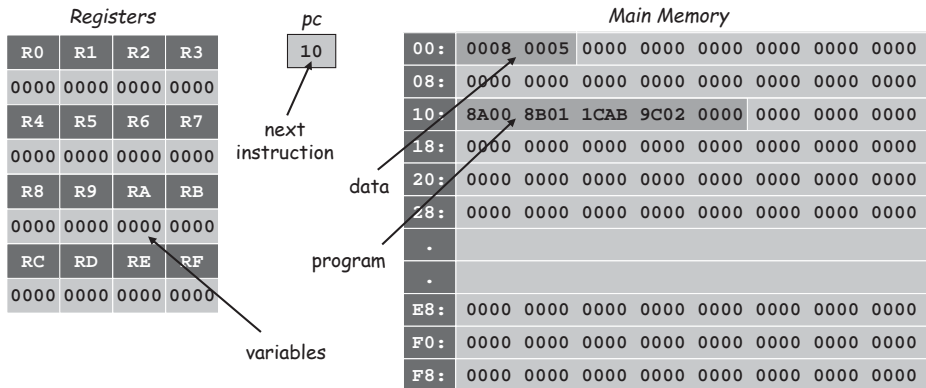 Registers
R0 R1 R2 R3
0000 0000 0000 0000
R4 R5 R6 R7
0000 0000 0000 0000
R8 R9 RA RB
0000 0000 0000 0000
RC RD RE RF
0000 0000 0000 0000
pc
10
next
instruction
data
program
variables
Main Memory
00: 0008 0005 0000 0000 0000 0000 0000 0000
08: 0000 0000 0000 0000 0000 0000 0000 0000
10: 8A00 8B01 1CAB 9C02 0000 0000 0000 0000
18: 0000 0000 0000 0000 0000 0000 0000 0000
20: 0000 0000 0000 0000 0000 0000 0000 0000
28: 0000 0000 0000 0000 0000 0000 0000 0000
.
.
E8: 0000 0000 0000 0000 0000 0000 0000 0000
F0: 0000 0000 0000 0000 0000 0000 0000 0000
F8: 0000 0000 0000 0000 0000 0000 0000 0000